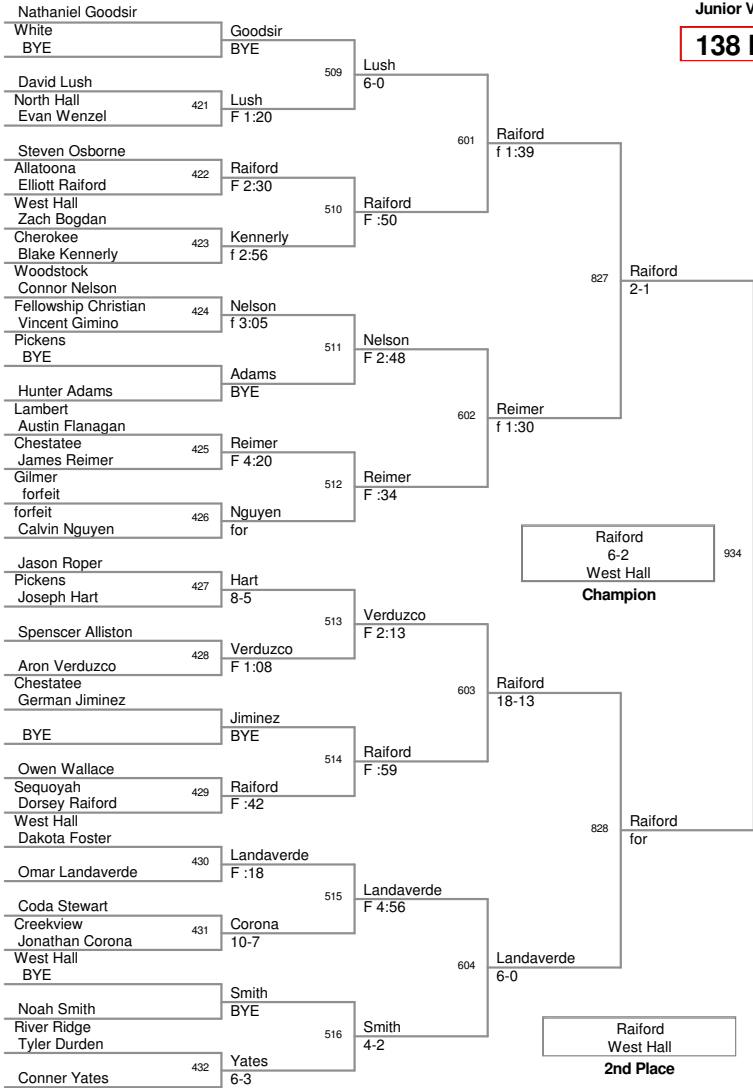 Junior V
138
Nathaniel Goodsir
White
BYE
David Lush
North Hall
Evan Wenzel
Steven Osborne
Allatoona
Elliott Raiford
West Hall
Zach Bogdan
Cherokee
Blake Kennerly
Woodstock
Connor Nelson
Fellowship Christian
Vincent Gimino
Pickens
BYE
Hunter Adams
Lambert
Austin Flanagan
Chestatee
James Reimer
Gilmer
forfeit
forfeit
Calvin Nguyen
Jason Roper
Pickens
Joseph Hart
Spenscer Alliston
Aron Verduzco
Chestatee
German Jiminez
BYE
Owen Wallace
Sequoyah
Dorsey Raiford
West Hall
Dakota Foster
Omar Landaverde
Coda Stewart
Creekview
Jonathan Corona
West Hall
BYE
Noah Smith
River Ridge
Tyler Durden
Conner Yates
421
422
423
424
425
426
427
428
429
430
431
432
Goodsir
BYE
Lush
F 1:20
Raiford
F 2:30
Kennerly
f 2:56
Nelson
f 3:05
Adams
BYE
Reimer
F 4:20
Nguyen
for
Hart
8-5
Verduzco
F 1:08
Jiminez
BYE
Raiford
F :42
Landaverde
F :18
Corona
10-7
Smith
BYE
Yates
6-3
509
510
511
512
513
514
515
516
Lush
6-0
Raiford
F :50
Nelson
F 2:48
Reimer
F :34
Verduzco
F 2:13
Raiford
F :59
Landaverde
F 4:56
Smith
4-2
601
602
603
604
Raiford
f 1:39
Reimer
f 1:30
Raiford
18-13
Landaverde
6-0
827
828
Raiford
2-1
Raiford
for
Raiford
6-2
West Hall
934
Champion
Raiford
West Hall
2nd Place